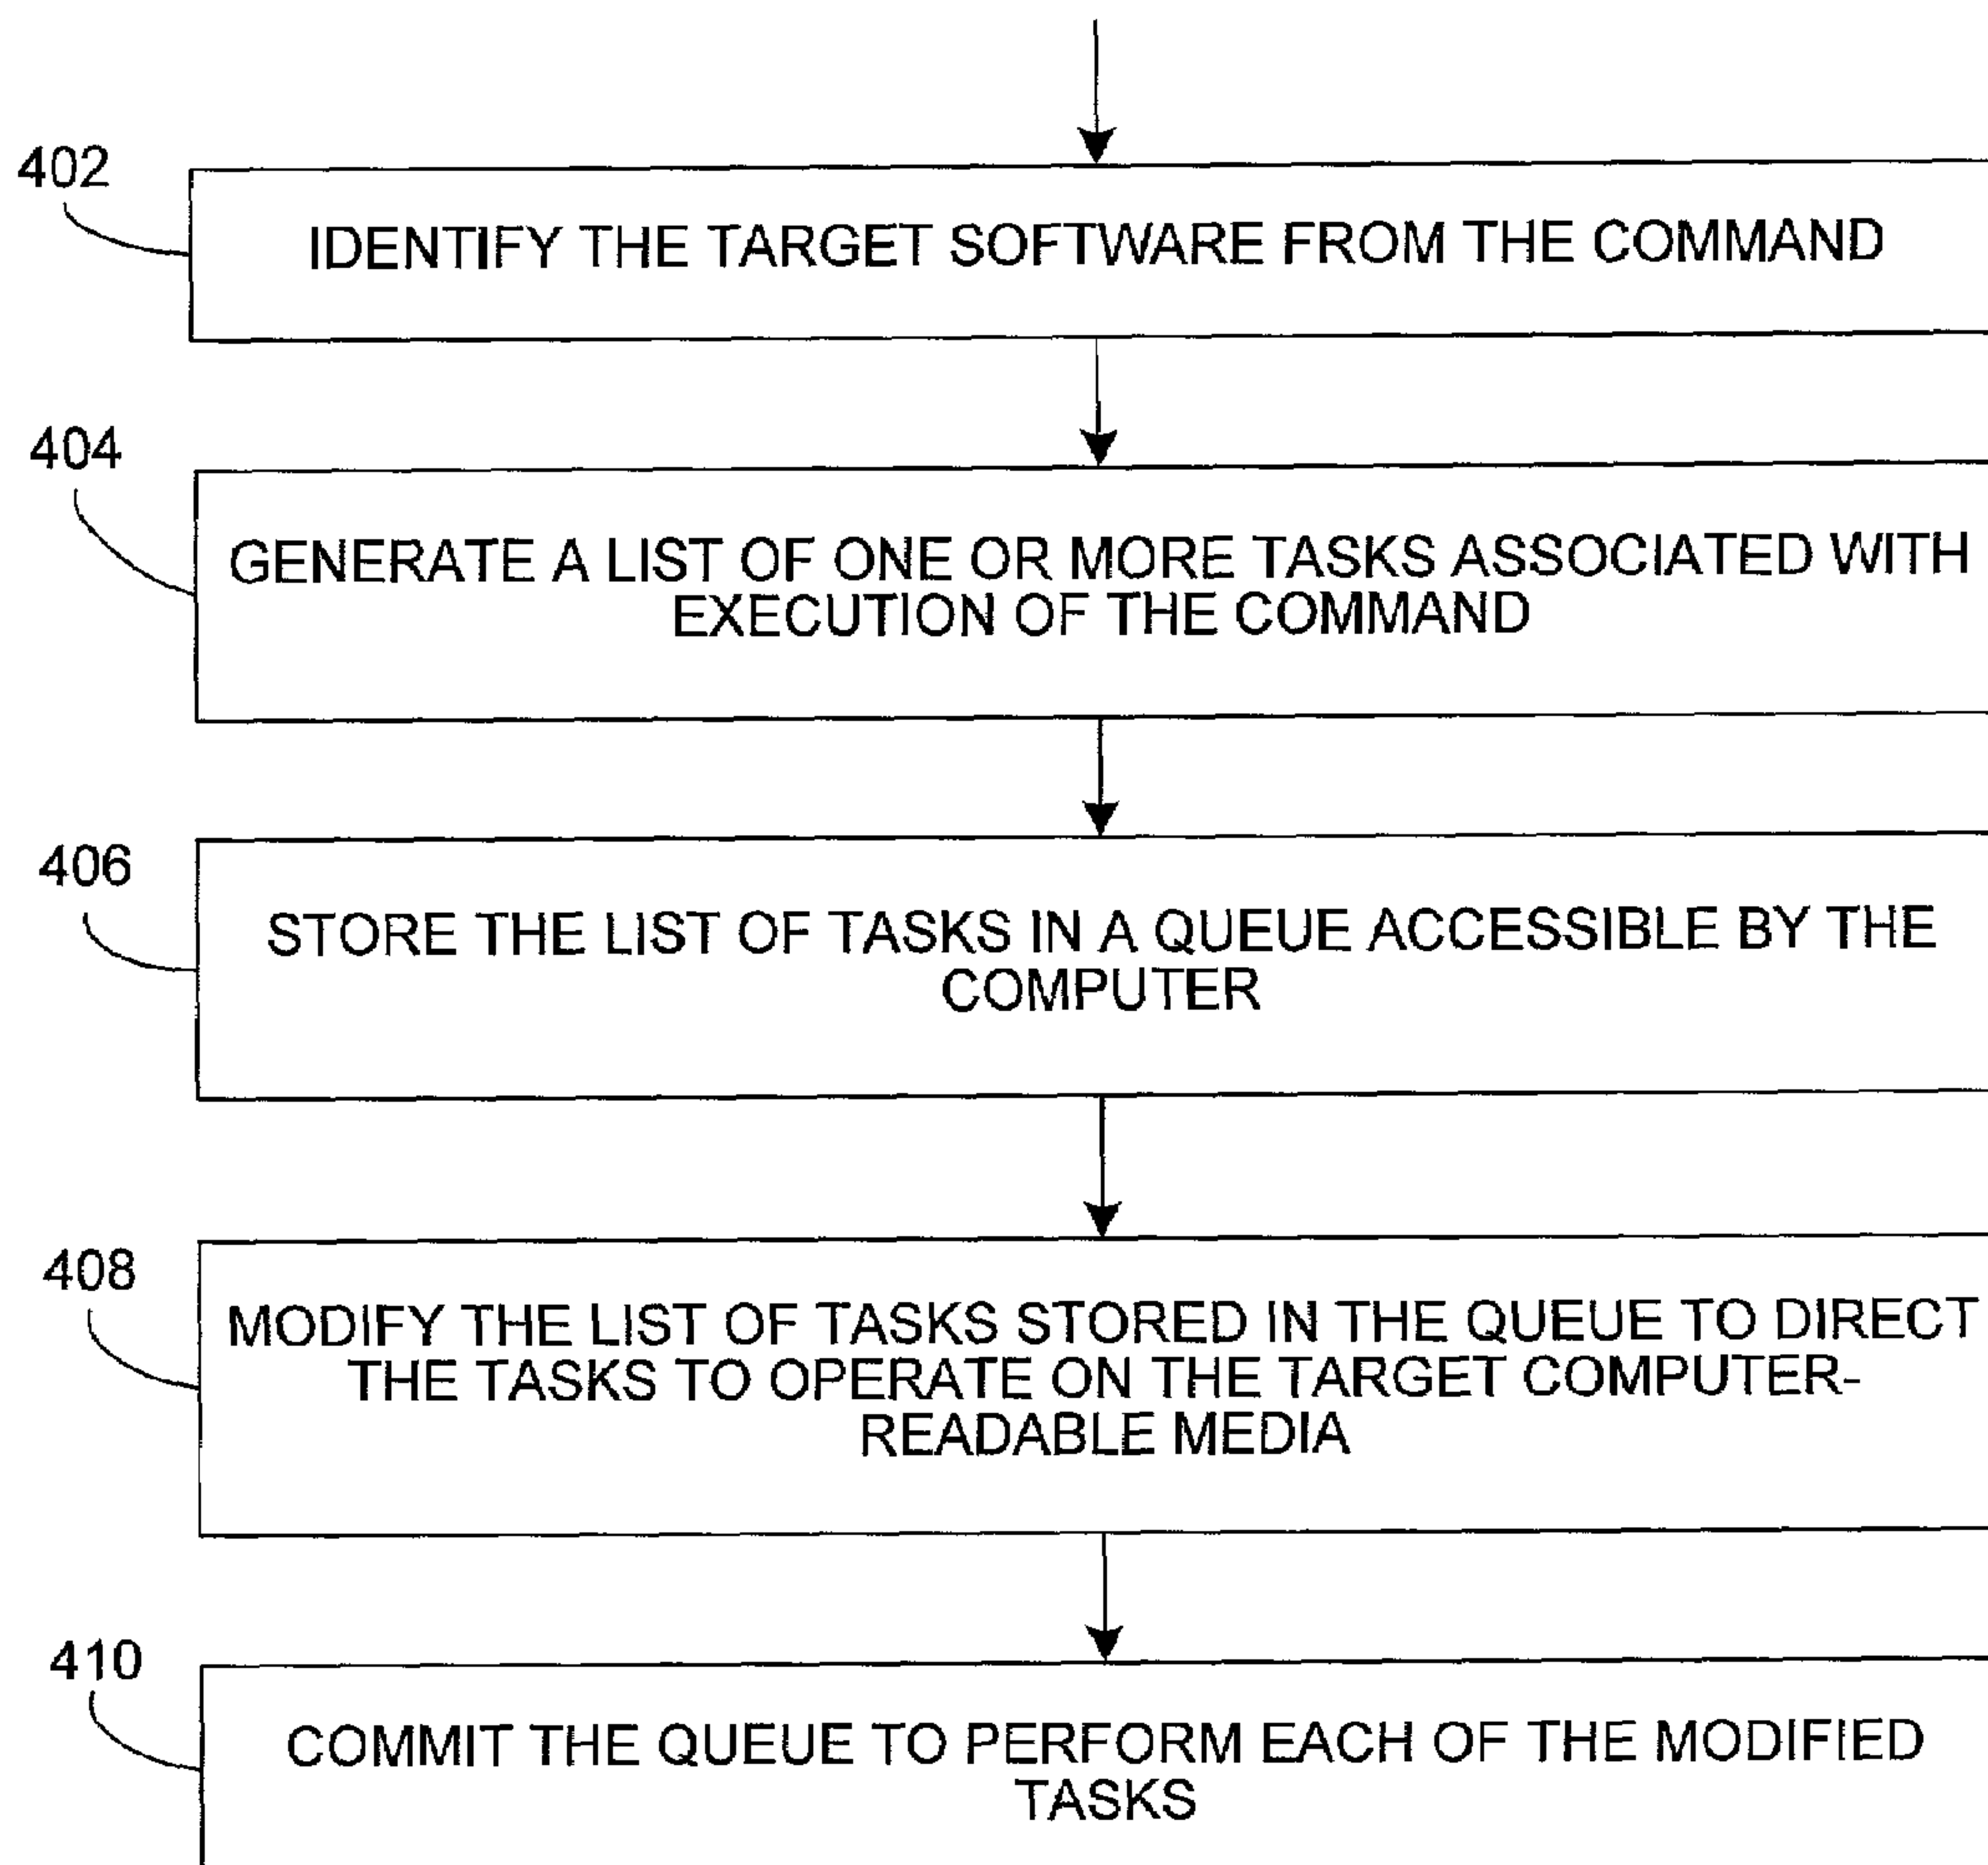 402
IDENTIFY THE TARGET SOFTWARE FROM THE COMMAND
404
GENERATE A LIST OF ONE OR MORE TASKS ASSOCIATED WITH
EXECUTION OF THE COMMAND
406
STORE THE LIST OF TASKS IN A QUEUE ACCESSIBLE BY THE
COMPUTER
408
MODIFY THE LIST OF TASKS STORED IN THE QUEUE TO DIRECT
THE TASKS TO OPERATE ON THE TARGET COMPUTER-
READABLE MEDIA
410
COMMIT THE QUEUE TO PERFORM EACH OF THE MODIFIED
TASKS